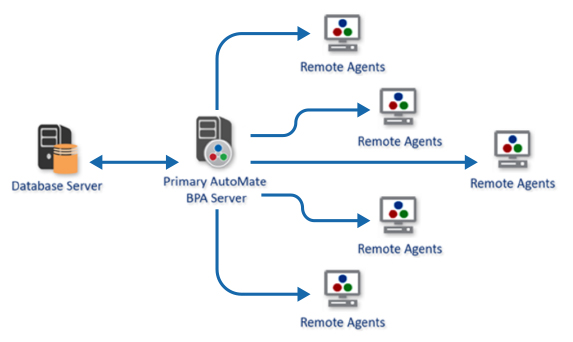 Remote Agents
Remote Agents
Database Server
Primary AutoMate
BPA Server
Remote Agents
Remote Agents
Remote Agents